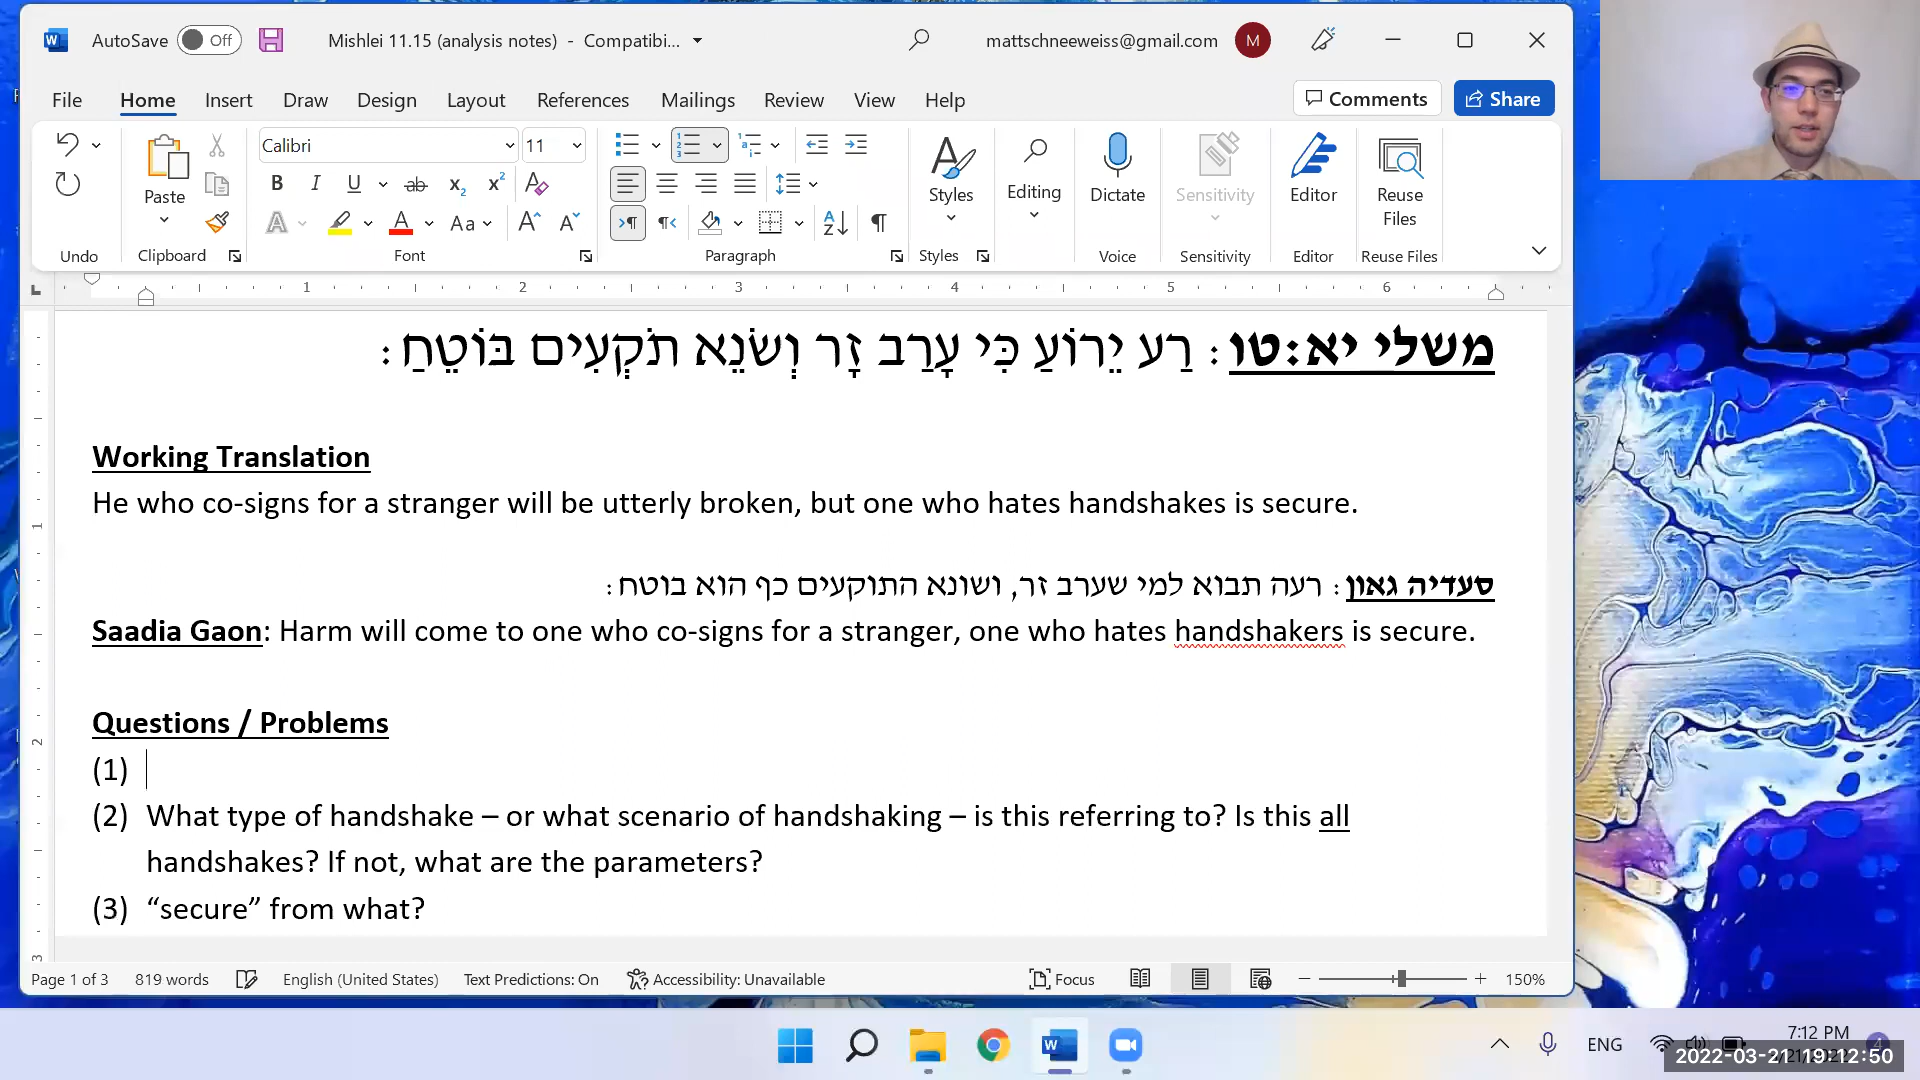 AutoSave Off Mishlei 11.15 (analysis notes) - Compatibi... mattschneeweiss@gmail.com M
File Home Insert Draw Design Layout References Mailings Review View Help Comments Share
Calibri 11
Paste Styles Editing Dictate Sensitivity Editor Reuse Files
Undo Clipboard Font Paragraph Styles Voice Sensitivity Editor Reuse Files
1 2 3 4 5 6
משלי יא:טו: רַע יֵרוֹעַ כִּי עָרַב זָר וְשֹׂנֵא תֹקְעִים בּוֹטֵחַ:
Working Translation
He who co-signs for a stranger will be utterly broken, but one who hates handshakes is secure.
סעדיה גאון: רעה תבוא למי שערב זר, ושונא התוקעים כף הוא בוטח:
Saadia Gaon: Harm will come to one who co-signs for a stranger, one who hates handshakers is secure.
Questions / Problems
(1)
(2) What type of handshake – or what scenario of handshaking – is this referring to? Is this all
handshakes? If not, what are the parameters?
(3) “secure” from what?
Page 1 of 3 819 words English (United States) Text Predictions: On Accessibility: Unavailable Focus 150%
ENG 7:12 PM
2022-03-21 19:12:50